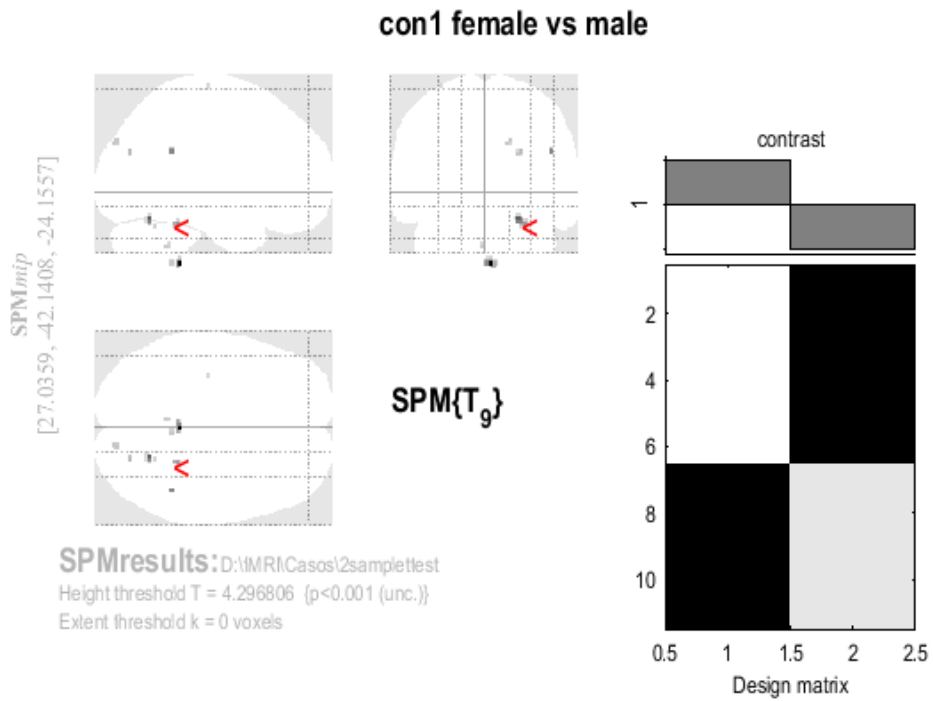 con1 female vs male
SPMmip
[27.0359, -42.1408, -24.1557]
<
<
<
SPM{T9}
SPMresults: D:\fMRI\Casos\2samplettest
Height threshold T = 4.296806 {p<0.001 (unc.)}
Extent threshold k = 0 voxels
contrast
1
2
4
6
8
10
0.5 1 1.5 2 2.5
Design matrix